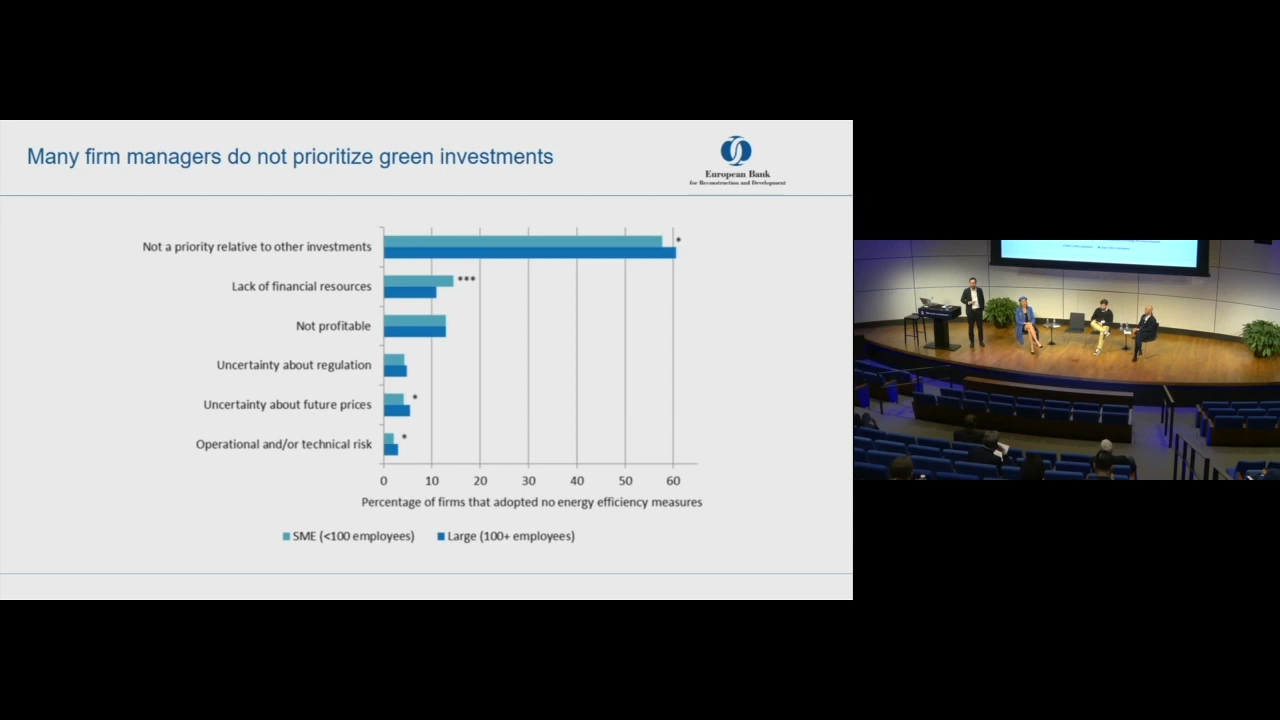 Many firm managers do not prioritize green investments
European Bank
for Reconstruction and Development
Not a priority relative to other investments
*
Lack of financial resources
***
Not profitable
Uncertainty about regulation
Uncertainty about future prices
*
Operational and/or technical risk
*
0 10 20 30 40 50 60
Percentage of firms that adopted no energy efficiency measures
SME (<100 employees) Large (100+ employees)